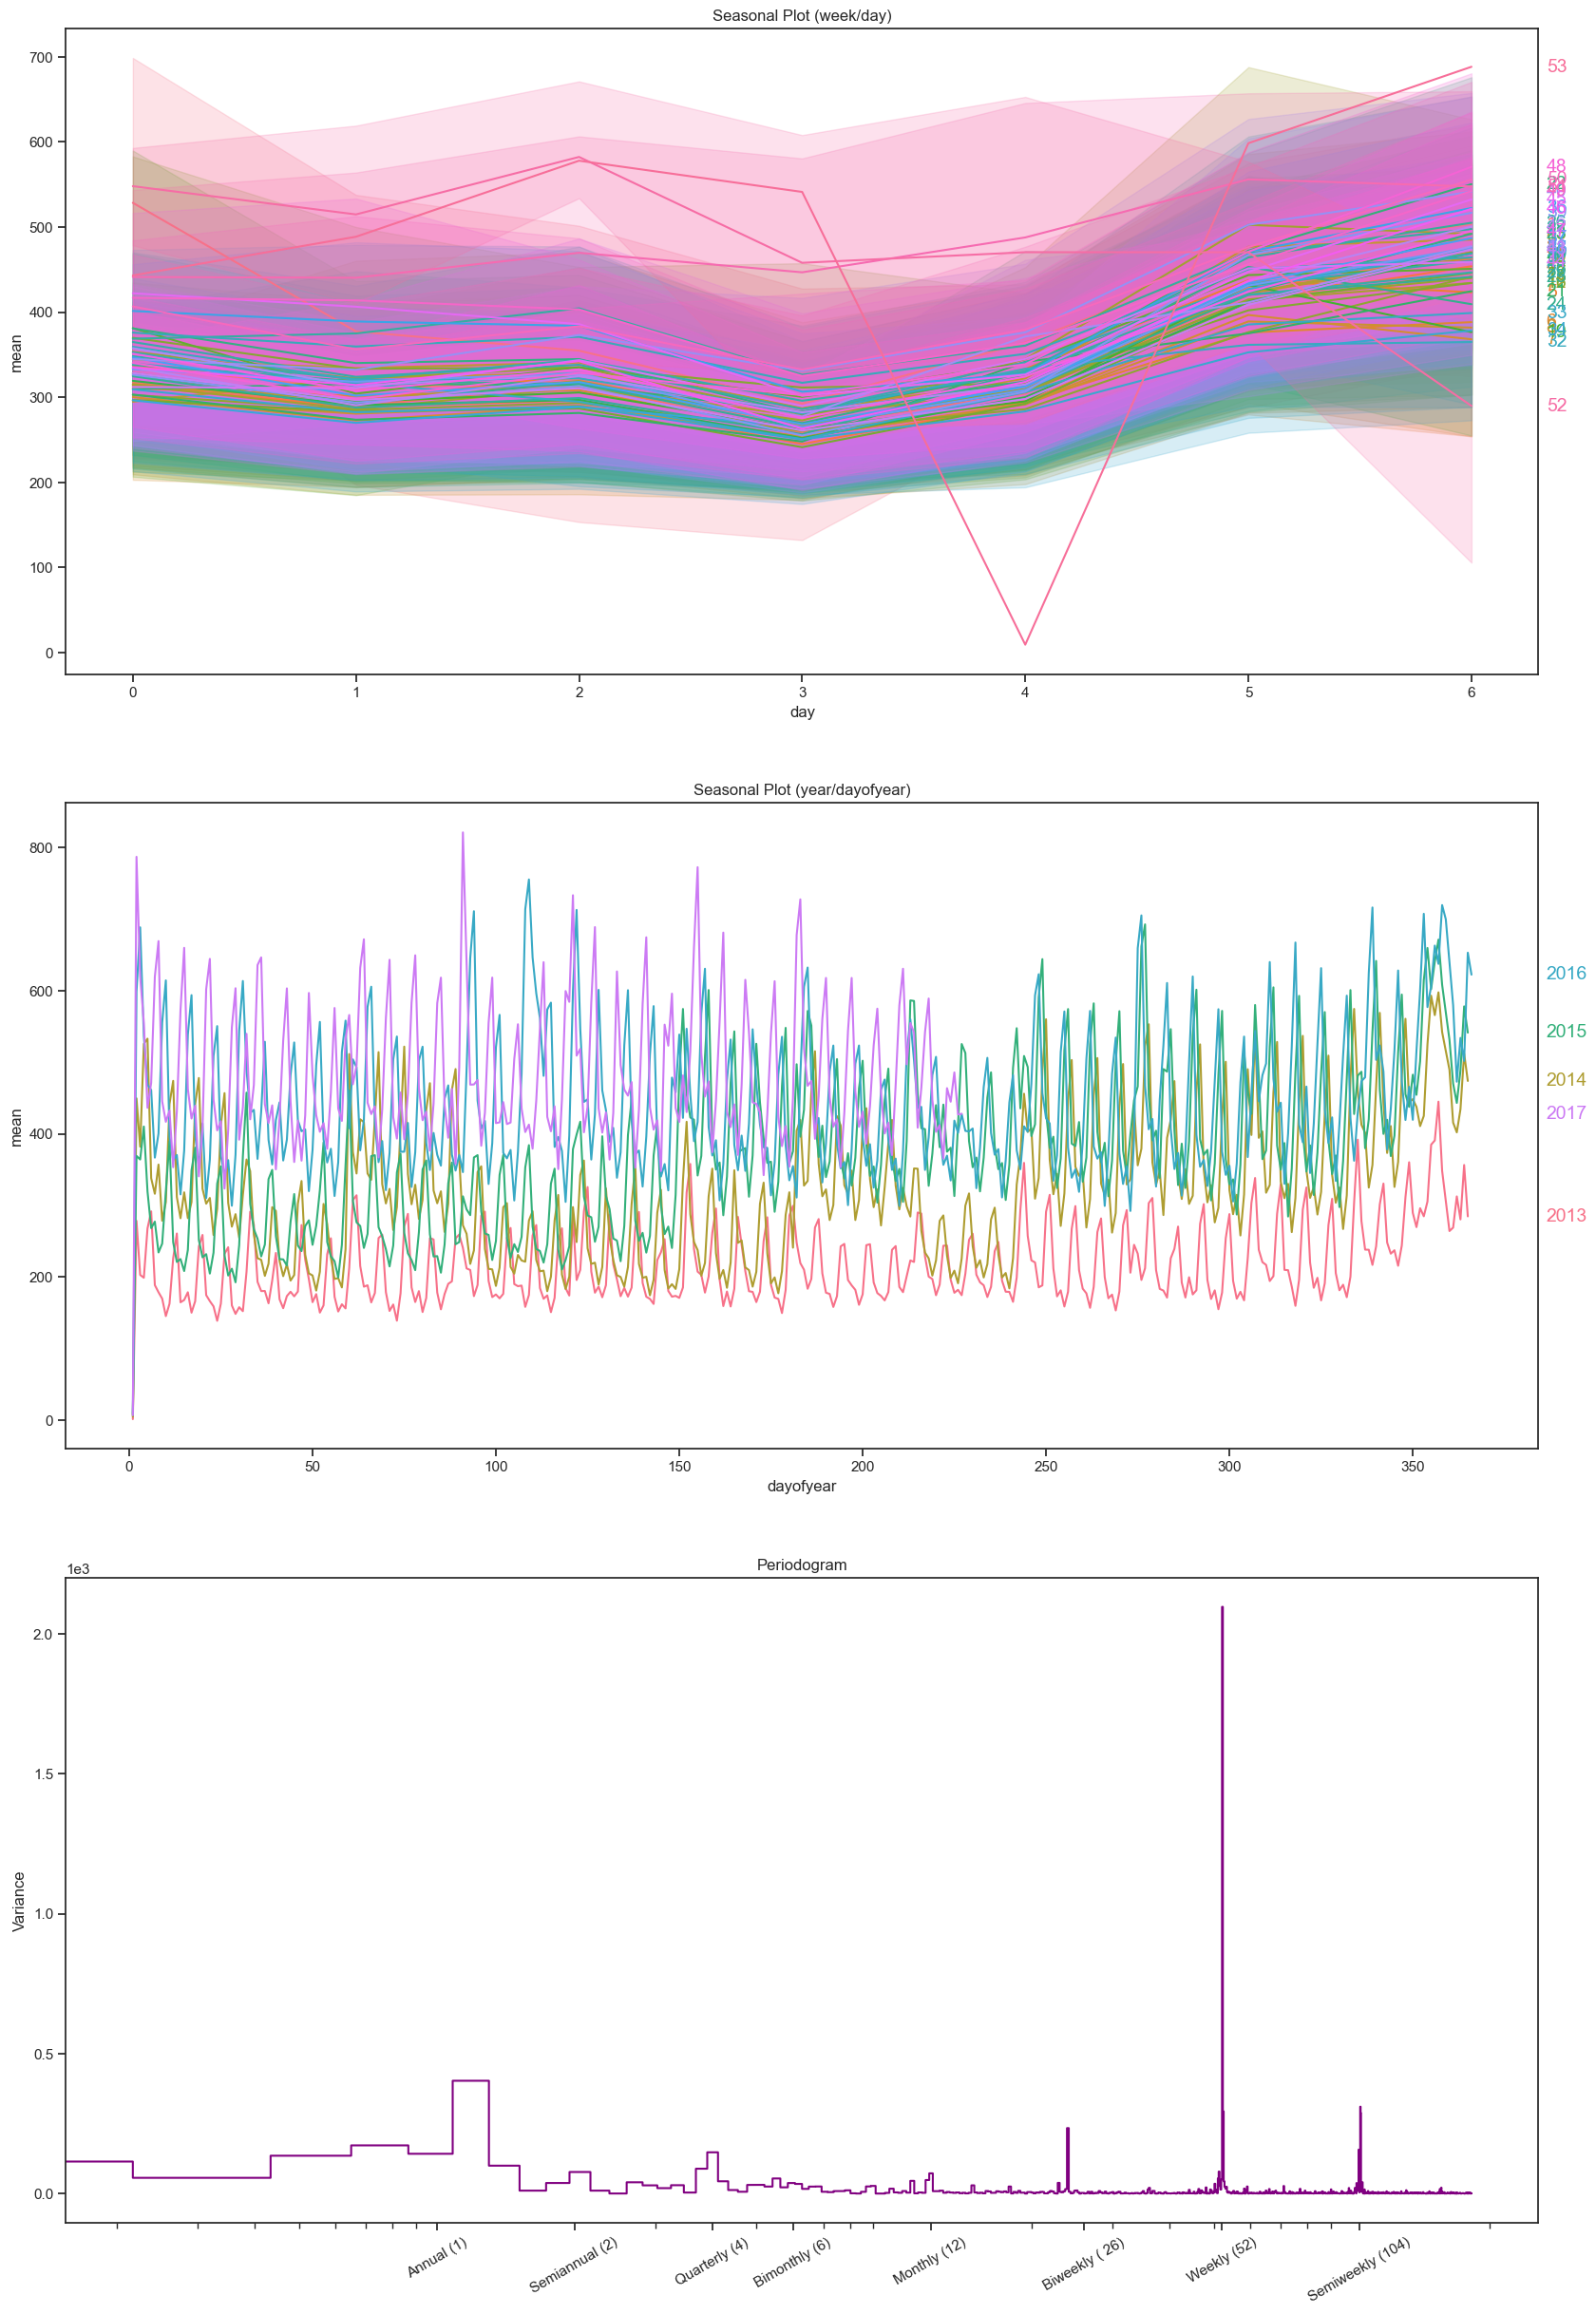 Seasonal Plot (week/day)
700
600
500
400
300
200
100
0
mean
53
48
24
33
32
52
0 1 2 3 4 5 6
day
Seasonal Plot (year/dayofyear)
800
600
400
200
0
mean
2016
2015
2014
2017
2013
0 50 100 150 200 250 300 350
dayofyear
Periodogram
1e3
2.0
1.5
1.0
0.5
0.0
Variance
Annual (1)
Semiannual (2)
Quarterly (4)
Bimonthly (6)
Monthly (12)
Biweekly ( 26)
Weekly (52)
Semiweekly (104)